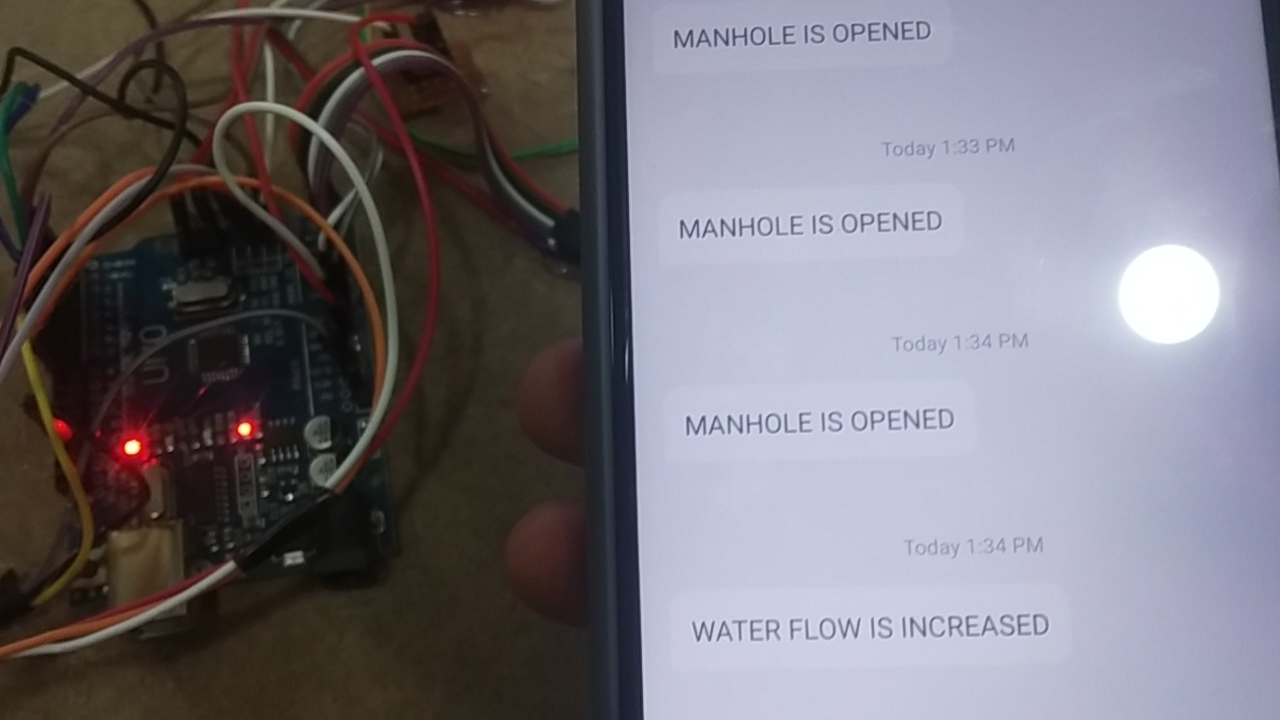 MANHOLE IS OPENED
Today 1:33 PM
MANHOLE IS OPENED
Today 1:34 PM
MANHOLE IS OPENED
Today 1:34 PM
WATER FLOW IS INCREASED
UNO